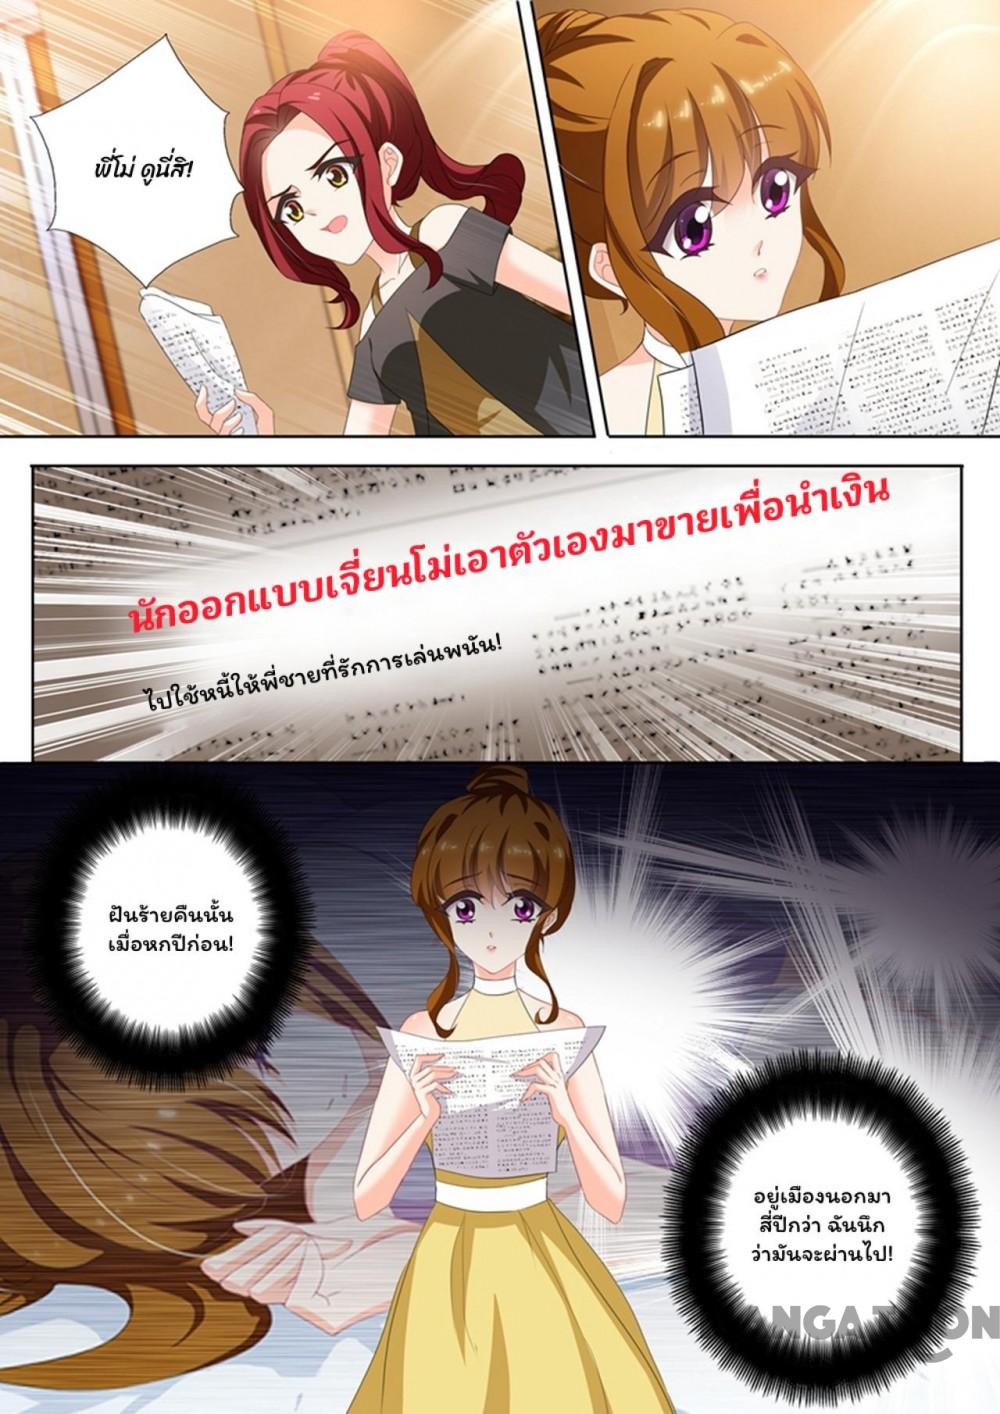 พี่โม่ ดูนี่สิ!
นักออกแบบเจี่ยนโม่เอาตัวเองมาขายเพื่อนำเงิน
ไปใช้หนี้ให้พี่ชายที่รักการเล่นพนัน!
ฝันร้ายคืนนั้น
เมื่อหกปีก่อน!
อยู่เมืองนอกมา
สี่ปีกว่า ฉันนึก
ว่ามันจะผ่านไป!